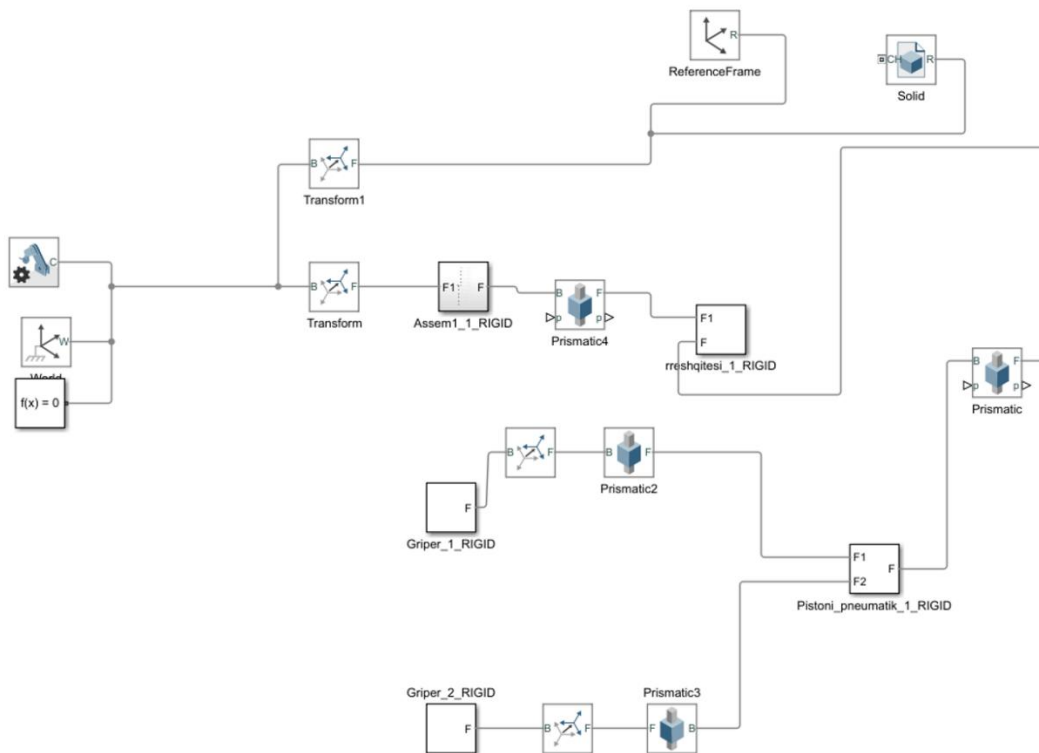 R
ReferenceFrame
CH R
Solid
B F
Transform1
C
B F
Transform
F1 F
Assem1_1_RIGID
B F
p p
Prismatic4
F1
F
rreshqitesi_1_RIGID
W
World
f(x) = 0
B F
p p
Prismatic
B F
B F
Prismatic2
F
Griper_1_RIGID
F1 F
F2
Pistoni_pneumatik_1_RIGID
Griper_2_RIGID
F
B F
Prismatic3
F B